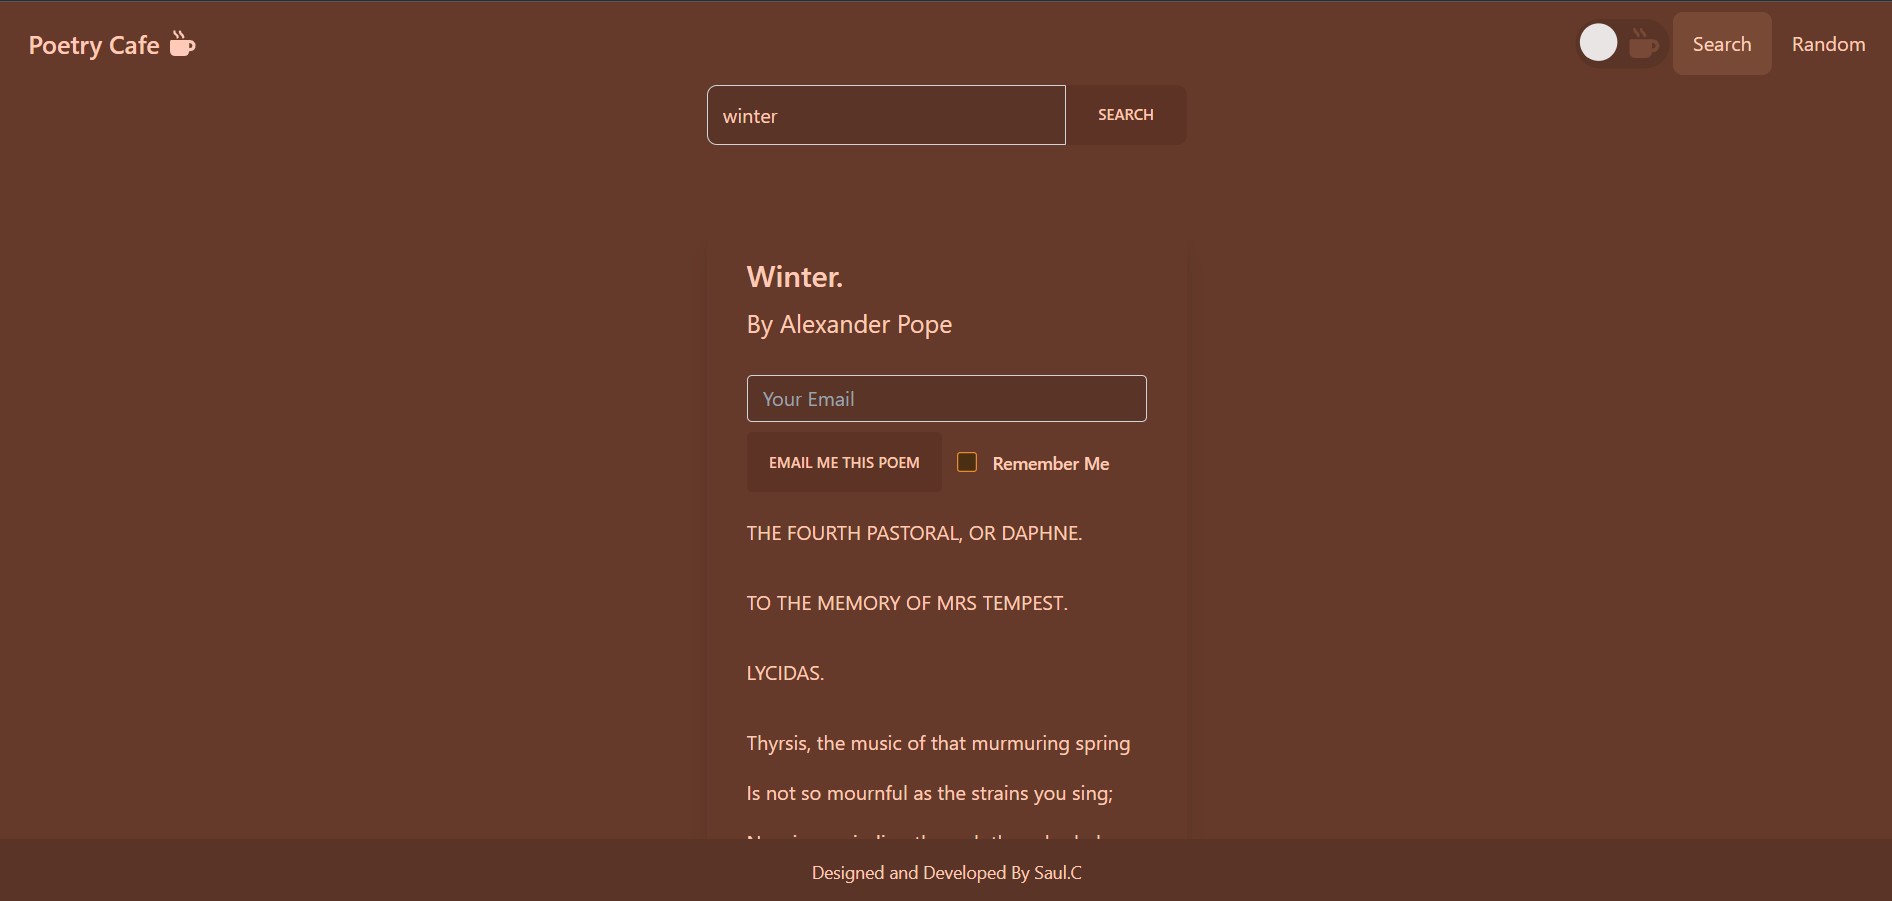 Poetry Cafe
Search
Random
winter
SEARCH
Winter.
By Alexander Pope
Your Email
EMAIL ME THIS POEM
Remember Me
THE FOURTH PASTORAL, OR DAPHNE.
TO THE MEMORY OF MRS TEMPEST.
LYCIDAS.
Thyrsis, the music of that murmuring spring
Is not so mournful as the strains you sing;
Designed and Developed By Saul.C